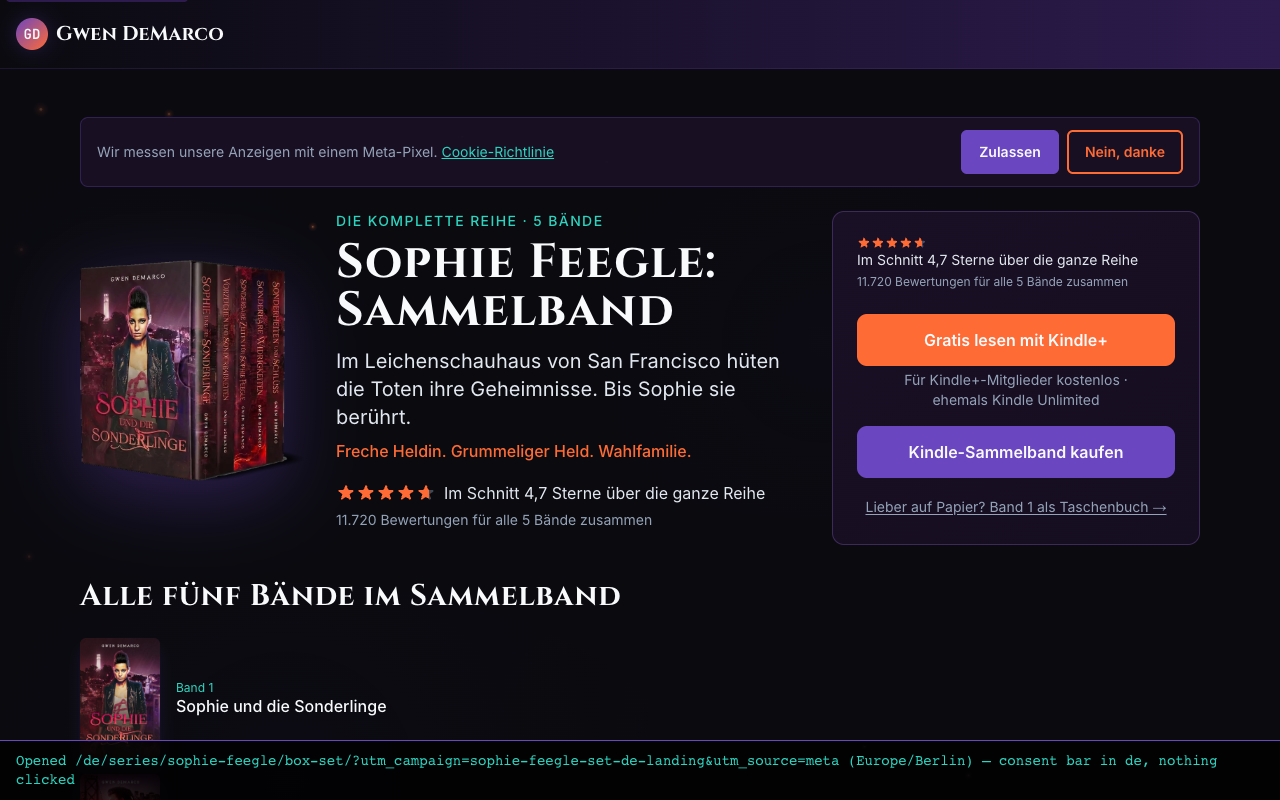 GD GWEN DEMARCO
Wir messen unsere Anzeigen mit einem Meta-Pixel. Cookie-Richtlinie
Zulassen
Nein, danke
GWEN DEMARCO
SOPHIE
UND DIE
SONDERLINGE
DIE KOMPLETTE REIHE · 5 BÄNDE
SOPHIE FEEGLE:
SAMMELBAND
Im Leichenschauhaus von San Francisco hüten
die Toten ihre Geheimnisse. Bis Sophie sie
berührt.
Freche Heldin. Grummeliger Held. Wahlfamilie.
Im Schnitt 4,7 Sterne über die ganze Reihe
11.720 Bewertungen für alle 5 Bände zusammen
Im Schnitt 4,7 Sterne über die ganze Reihe
11.720 Bewertungen für alle 5 Bände zusammen
Gratis lesen mit Kindle+
Für Kindle+-Mitglieder kostenlos ·
ehemals Kindle Unlimited
Kindle-Sammelband kaufen
Lieber auf Papier? Band 1 als Taschenbuch →
ALLE FÜNF BÄNDE IM SAMMELBAND
GWEN DEMARCO
SOPHIE
UND DIE
SONDERLINGE
Band 1
Sophie und die Sonderlinge
Opened /de/series/sophie-feegle/box-set/?utm_campaign=sophie-feegle-set-de-landing&utm_source=meta (Europe/Berlin) — consent bar in de, nothing
clicked